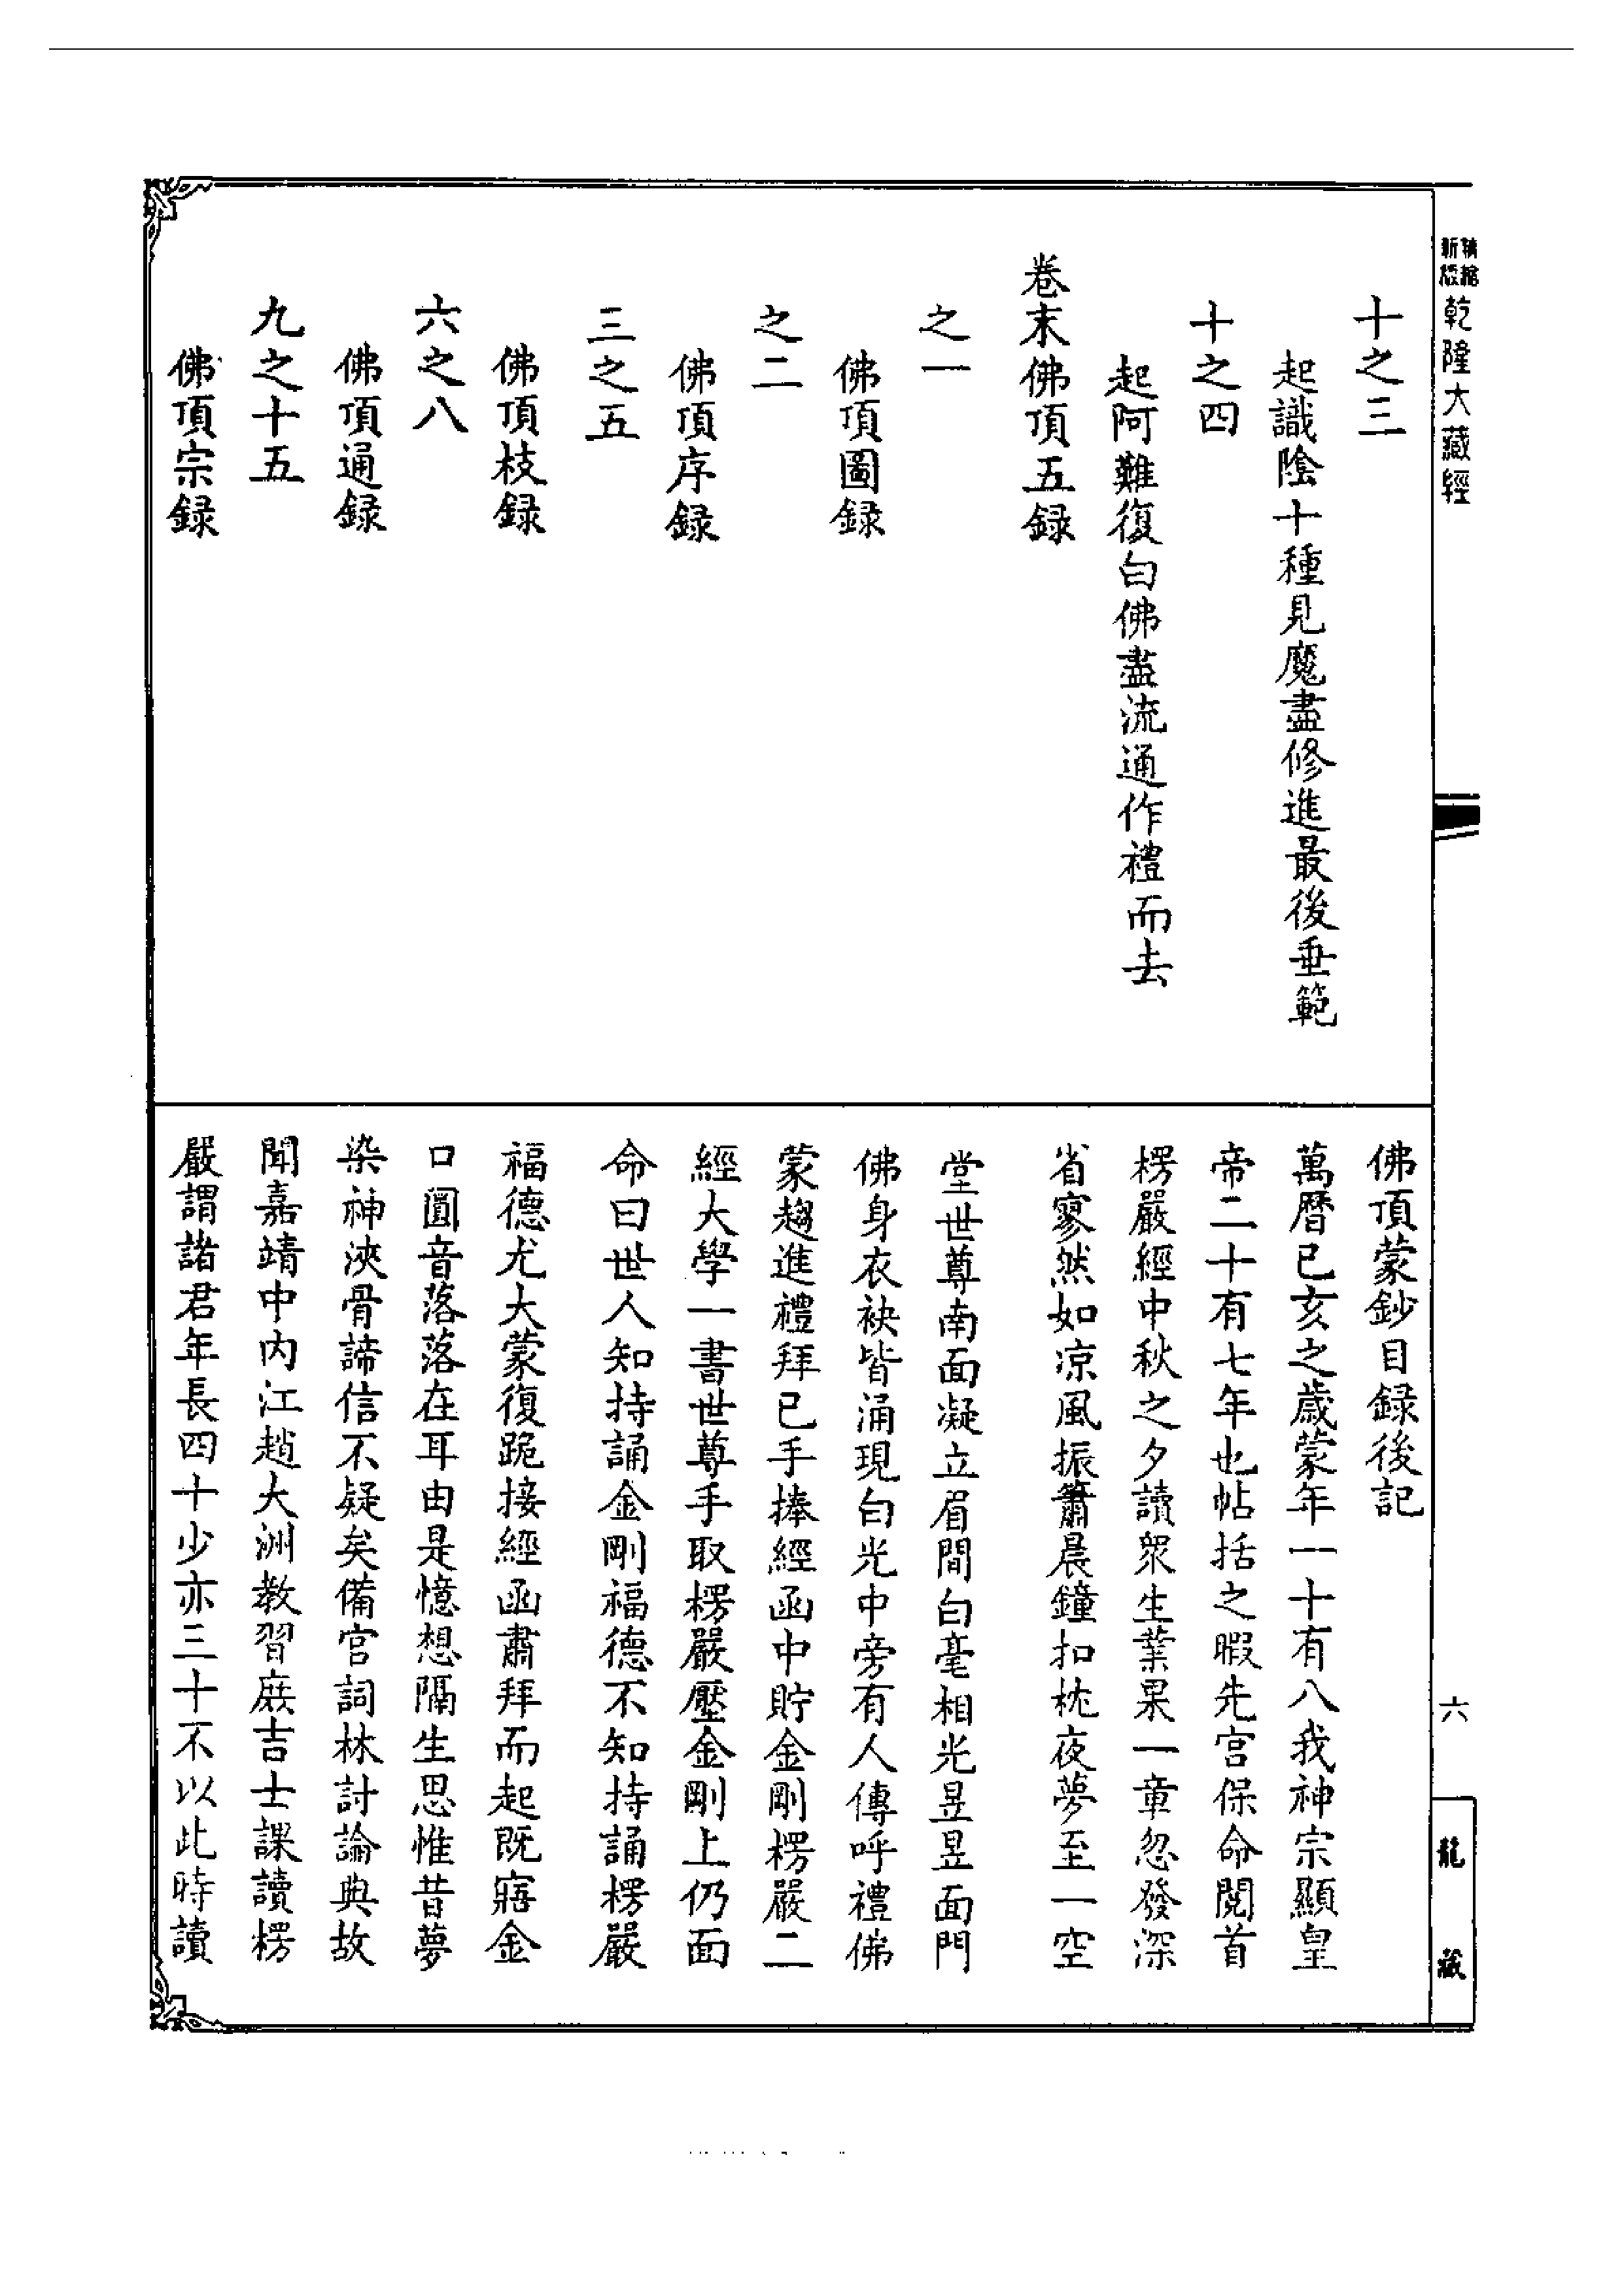 精縮新版乾隆大藏經
十之三
起識陰十種見魔盡修進最後垂範
十之四
起阿難復白佛盡流通作禮而去
卷末佛頂五録
之一
佛頂圖録
之二
佛頂序録
三之五
佛頂枝録
六之八
佛頂通録
九之十五
佛頂宗録
佛頂蒙鈔目録後記
萬曆已亥之歲蒙年一十有八我神宗顯皇
帝二十有七年也帖括之暇先宮保命閱首
楞嚴經中秋之夕讀衆生業果一章忽發深
省寥然如凉風振簫晨鐘扣枕夜夢至一空
堂世尊南面凝立眉間白毫相光昱昱面門
佛身衣袂皆涌現白光中旁有人傳呼禮佛
蒙趨進禮拜已手捧經函中貯金剛楞嚴二
經大學一書世尊手取楞嚴壓金剛上仍面
命曰世人知持誦金剛福德不知持誦楞嚴
福德尤大蒙復跪接經函肅拜而起既寤金
口圓音落落在耳由是憶想隔生思惟昔夢
染神浹骨諦信不疑矣備官詞林討論典故
聞嘉靖中内江趙大洲教習庶吉士課讀楞
嚴謂諸君年長四十少亦三十不以此時讀
六
龍藏